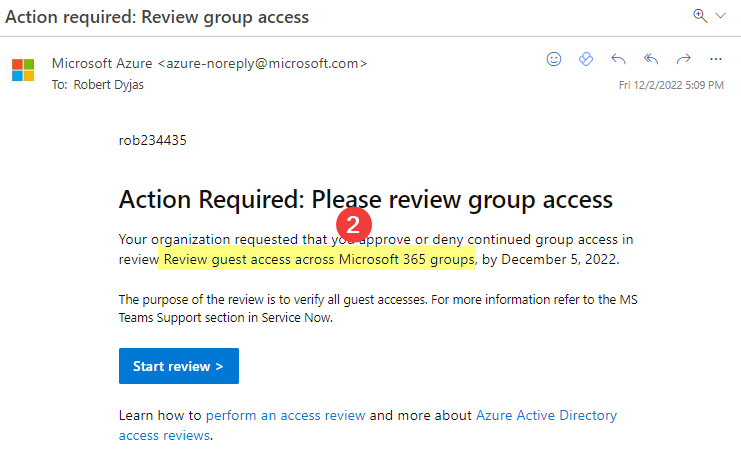 Action required: Review group access
Microsoft Azure <azure-noreply@microsoft.com>
To: Robert Dyjas
Fri 12/2/2022 5:09 PM
rob234435
Action Required: Please review group access
2
Your organization requested that you approve or deny continued group access in
review Review guest access across Microsoft 365 groups, by December 5, 2022.
The purpose of the review is to verify all guest accesses. For more information refer to the MS
Teams Support section in Service Now.
Start review >
Learn how to perform an access review and more about Azure Active Directory
access reviews.